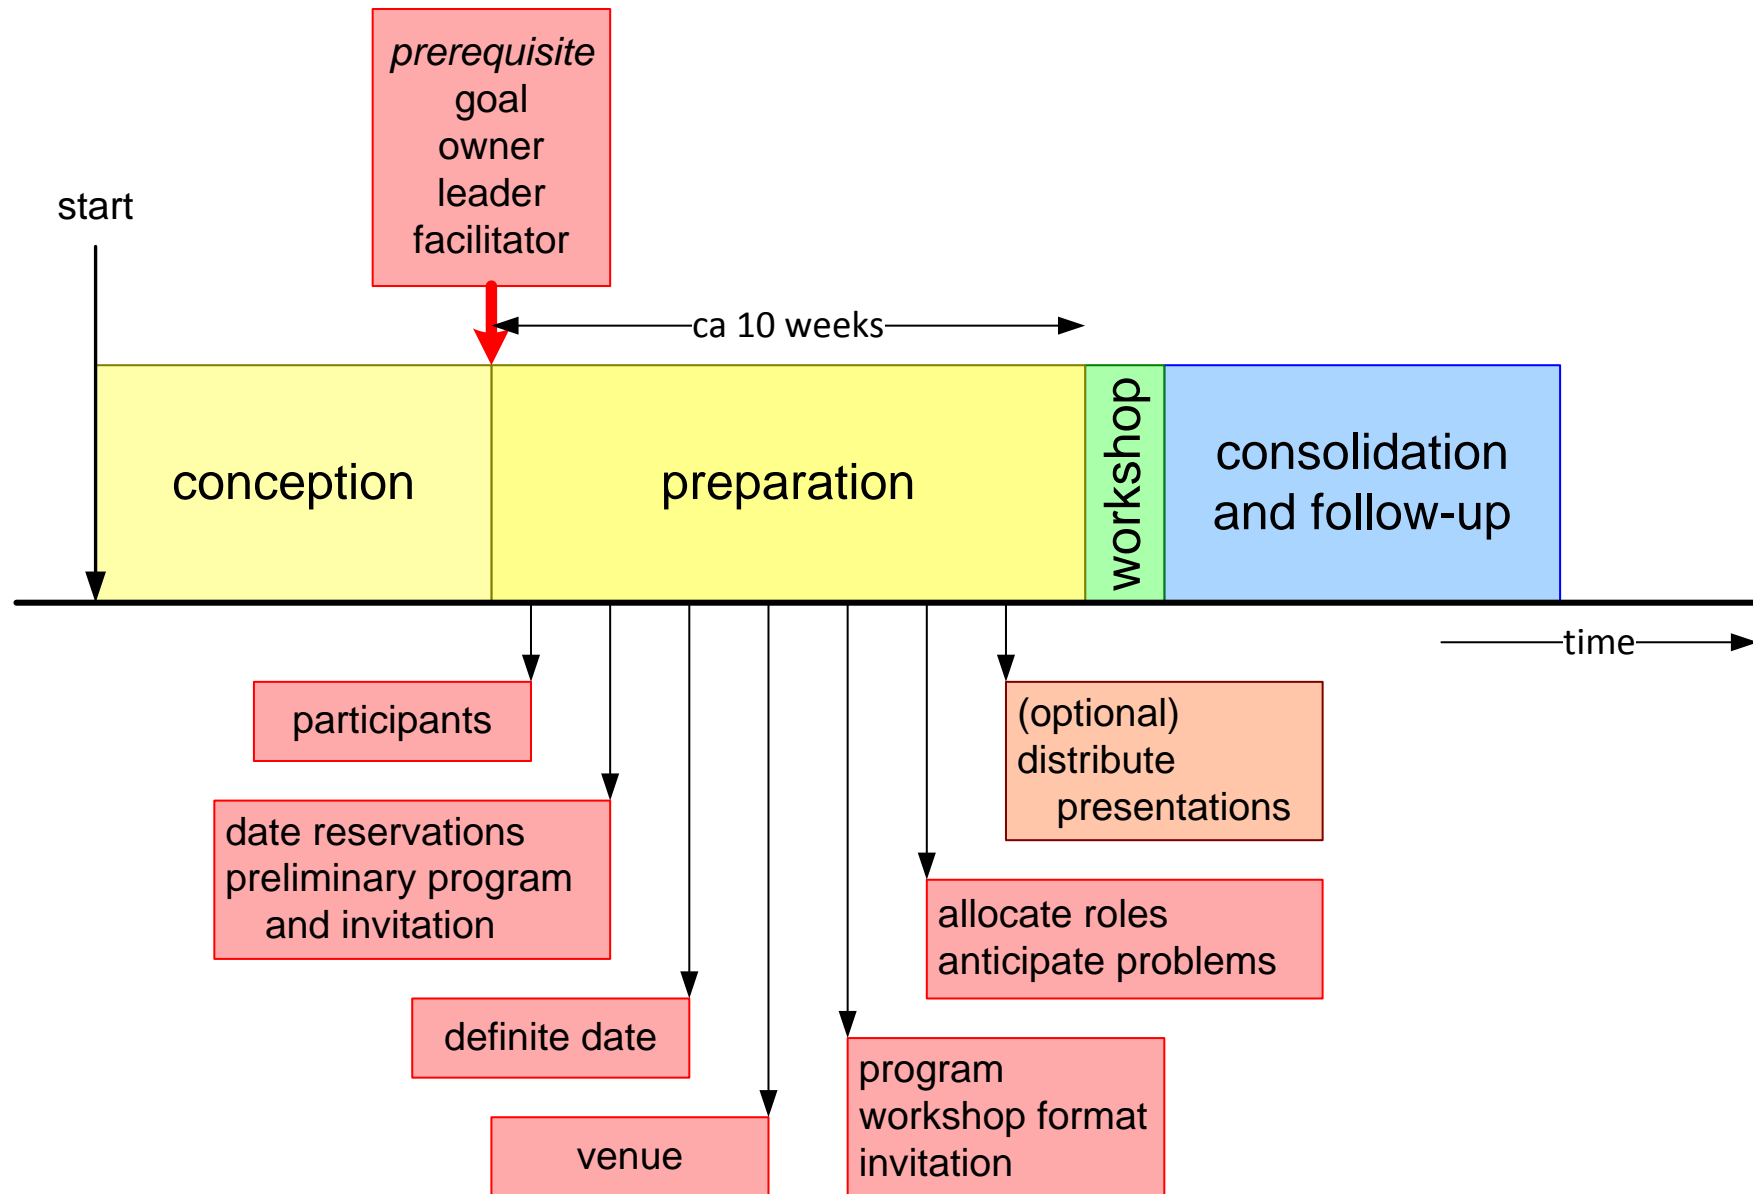 prerequisite
goal
owner
leader
facilitator
start
ca 10 weeks
conception
preparation
workshop
consolidation
and follow-up
time
participants
(optional)
distribute
presentations
date reservations
preliminary program
and invitation
allocate roles
anticipate problems
definite date
program
workshop format
invitation
venue